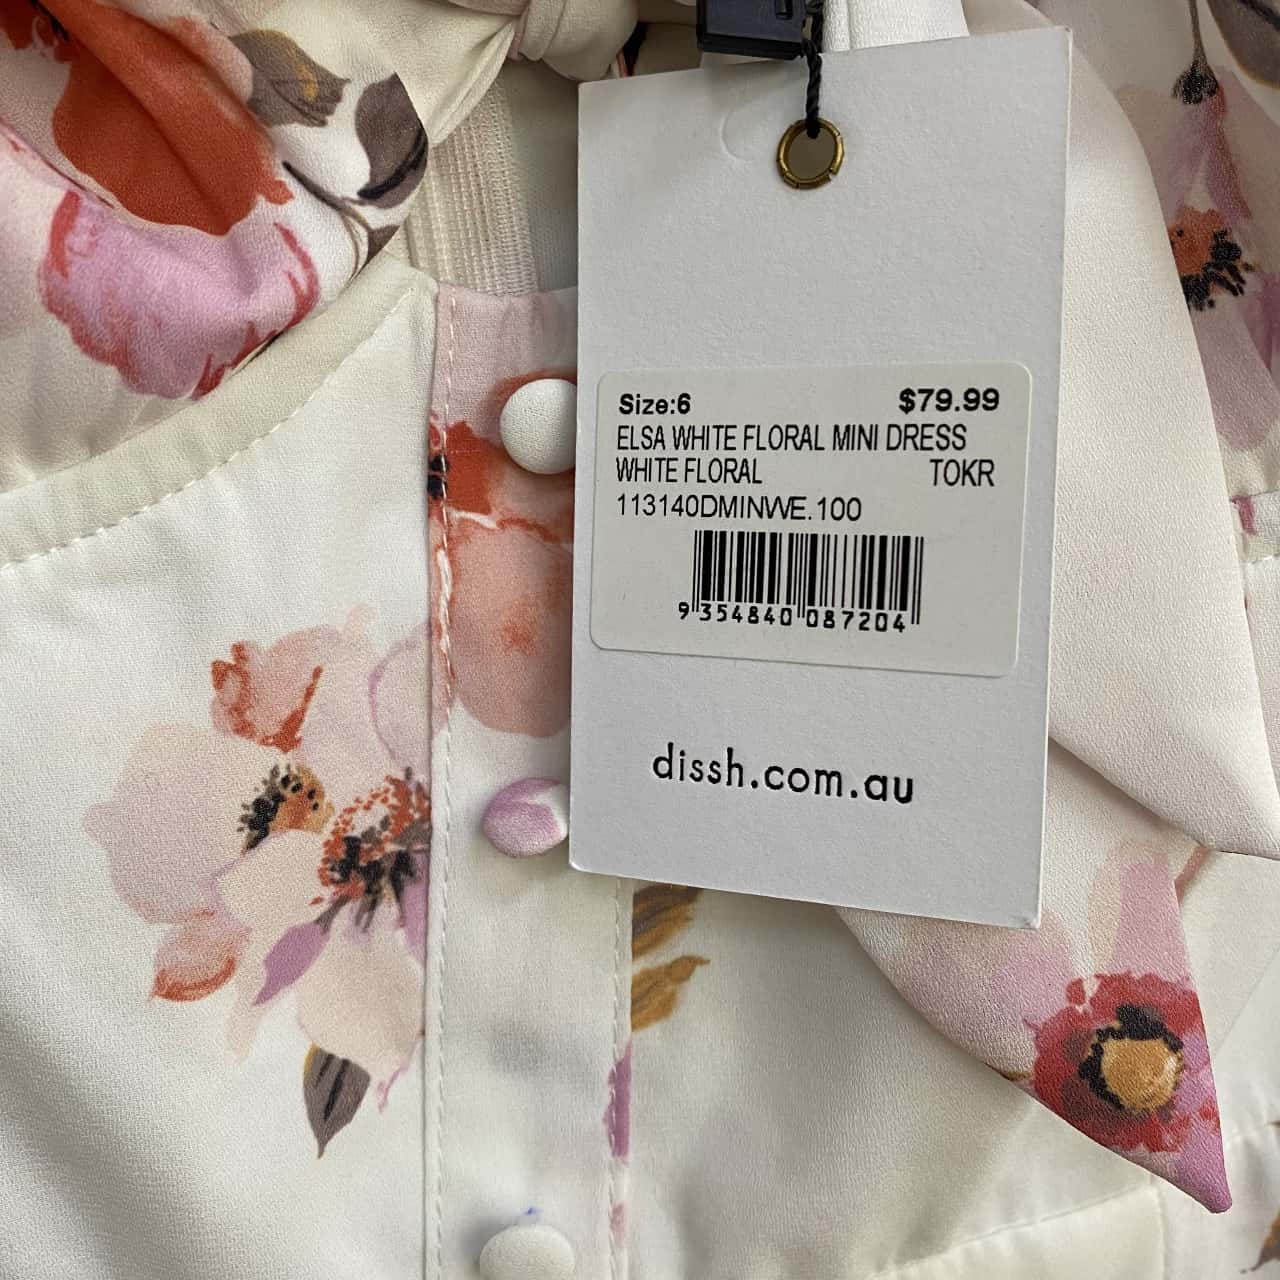 Size:6 $79.99
ELSA WHITE FLORAL MINI DRESS
WHITE FLORAL TOKR
113140DMINWE.100
9 354840 087204
dissh.com.au